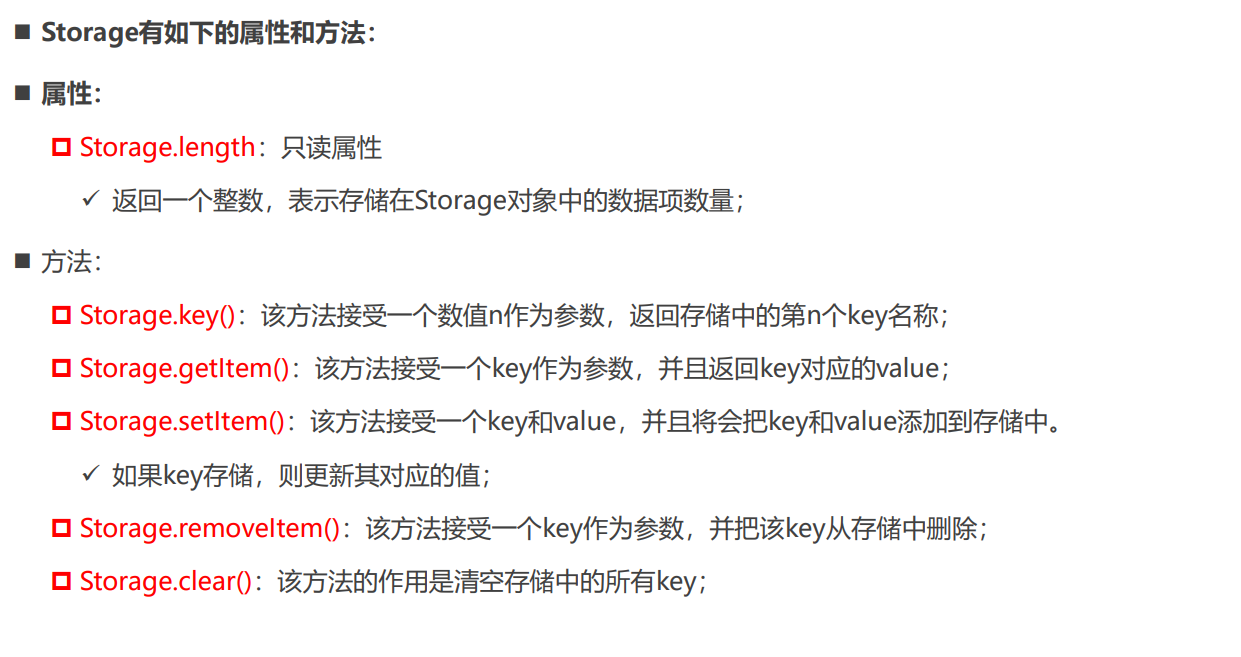 ■ Storage有如下的属性和方法：
■ 属性：
Storage.length：只读属性
✓ 返回一个整数，表示存储在Storage对象中的数据项数量；
■ 方法：
Storage.key()：该方法接受一个数值n作为参数，返回存储中的第n个key名称；
Storage.getItem()：该方法接受一个key作为参数，并且返回key对应的value；
Storage.setItem()：该方法接受一个key和value，并且将会把key和value添加到存储中。
✓ 如果key存储，则更新其对应的值；
Storage.removeItem()：该方法接受一个key作为参数，并把该key从存储中删除；
Storage.clear()：该方法的作用是清空存储中的所有key；